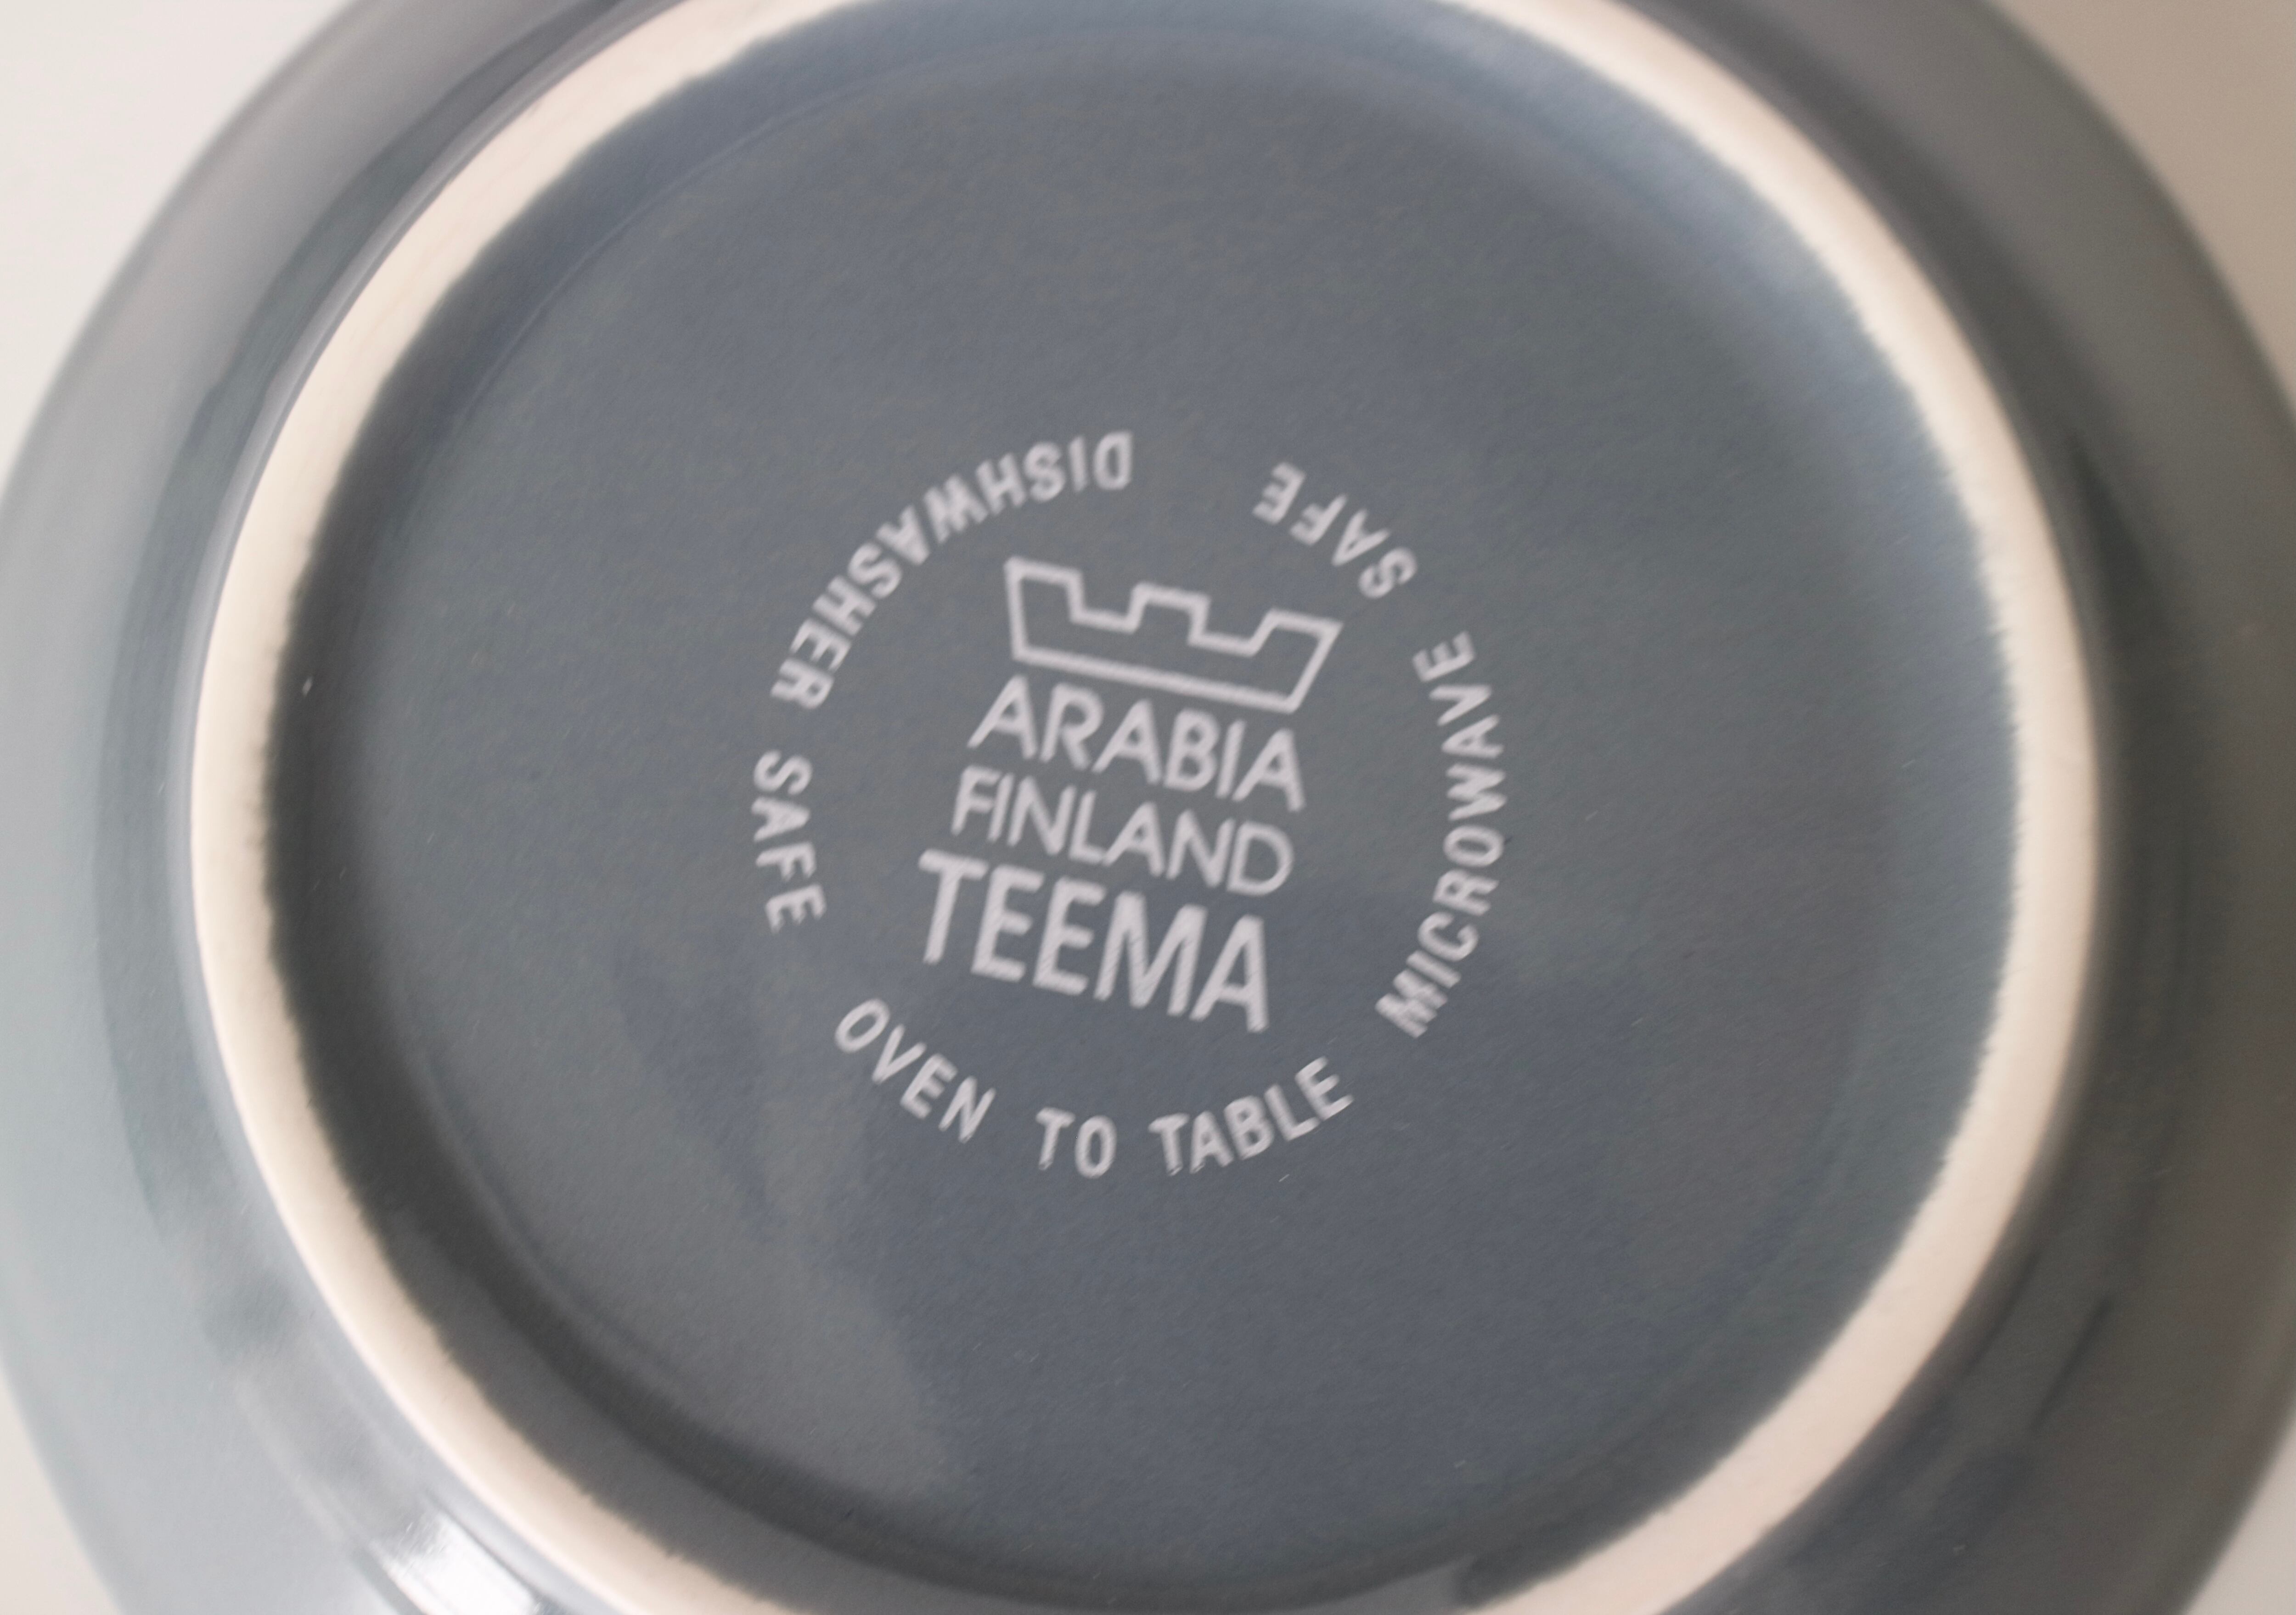 ARABIA
FINLAND
TEEMA
OVEN TO TABLE
MICROWAVE SAFE
DISHWASHER SAFE